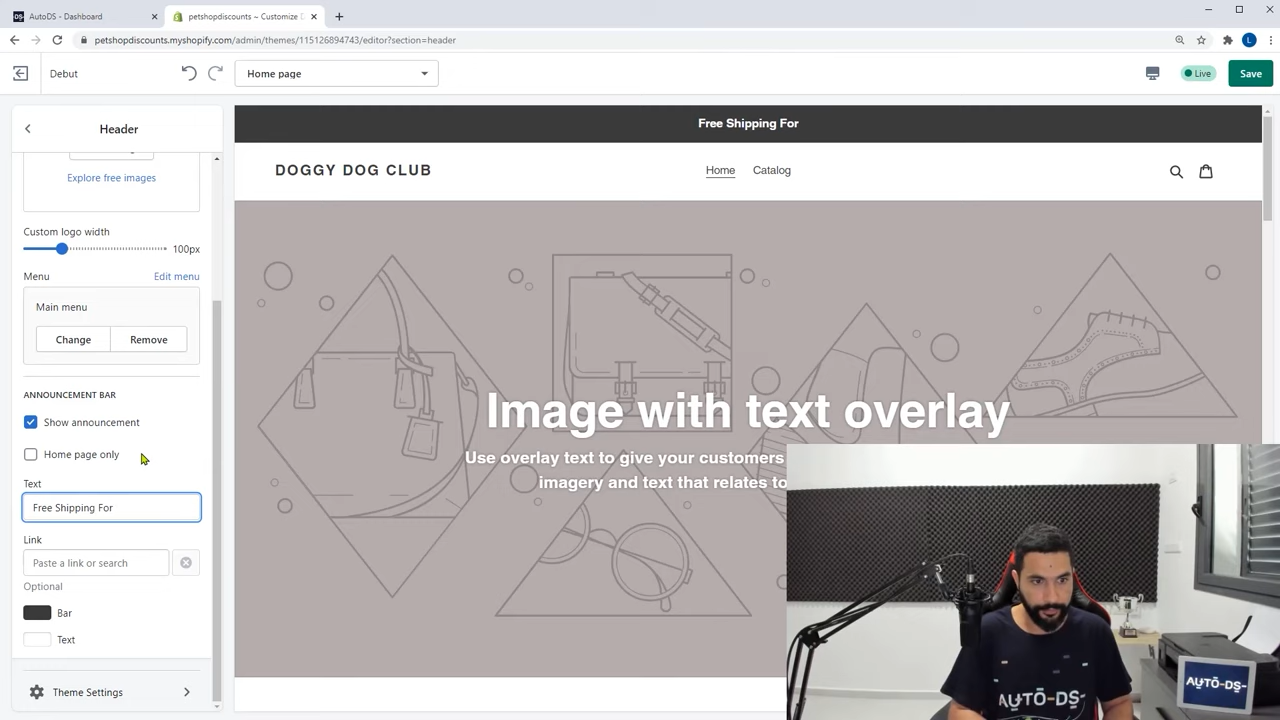 DS AutoDS - Dashboard
petshopdiscounts ~ Customize D
petshopdiscounts.myshopify.com/admin/themes/115126894743/editor?section=header
L
Debut
Home page
Live
Save
Header
Explore free images
Custom logo width
100px
Menu
Edit menu
Main menu
Change
Remove
ANNOUNCEMENT BAR
Show announcement
Home page only
Text
Free Shipping For
Link
Paste a link or search
Optional
Bar
Text
Theme Settings
Free Shipping For
DOGGY DOG CLUB
Home
Catalog
Image with text overlay
Use overlay text to give your customers
imagery and text that relates to
AUTO-DS-
AUTO-DS-